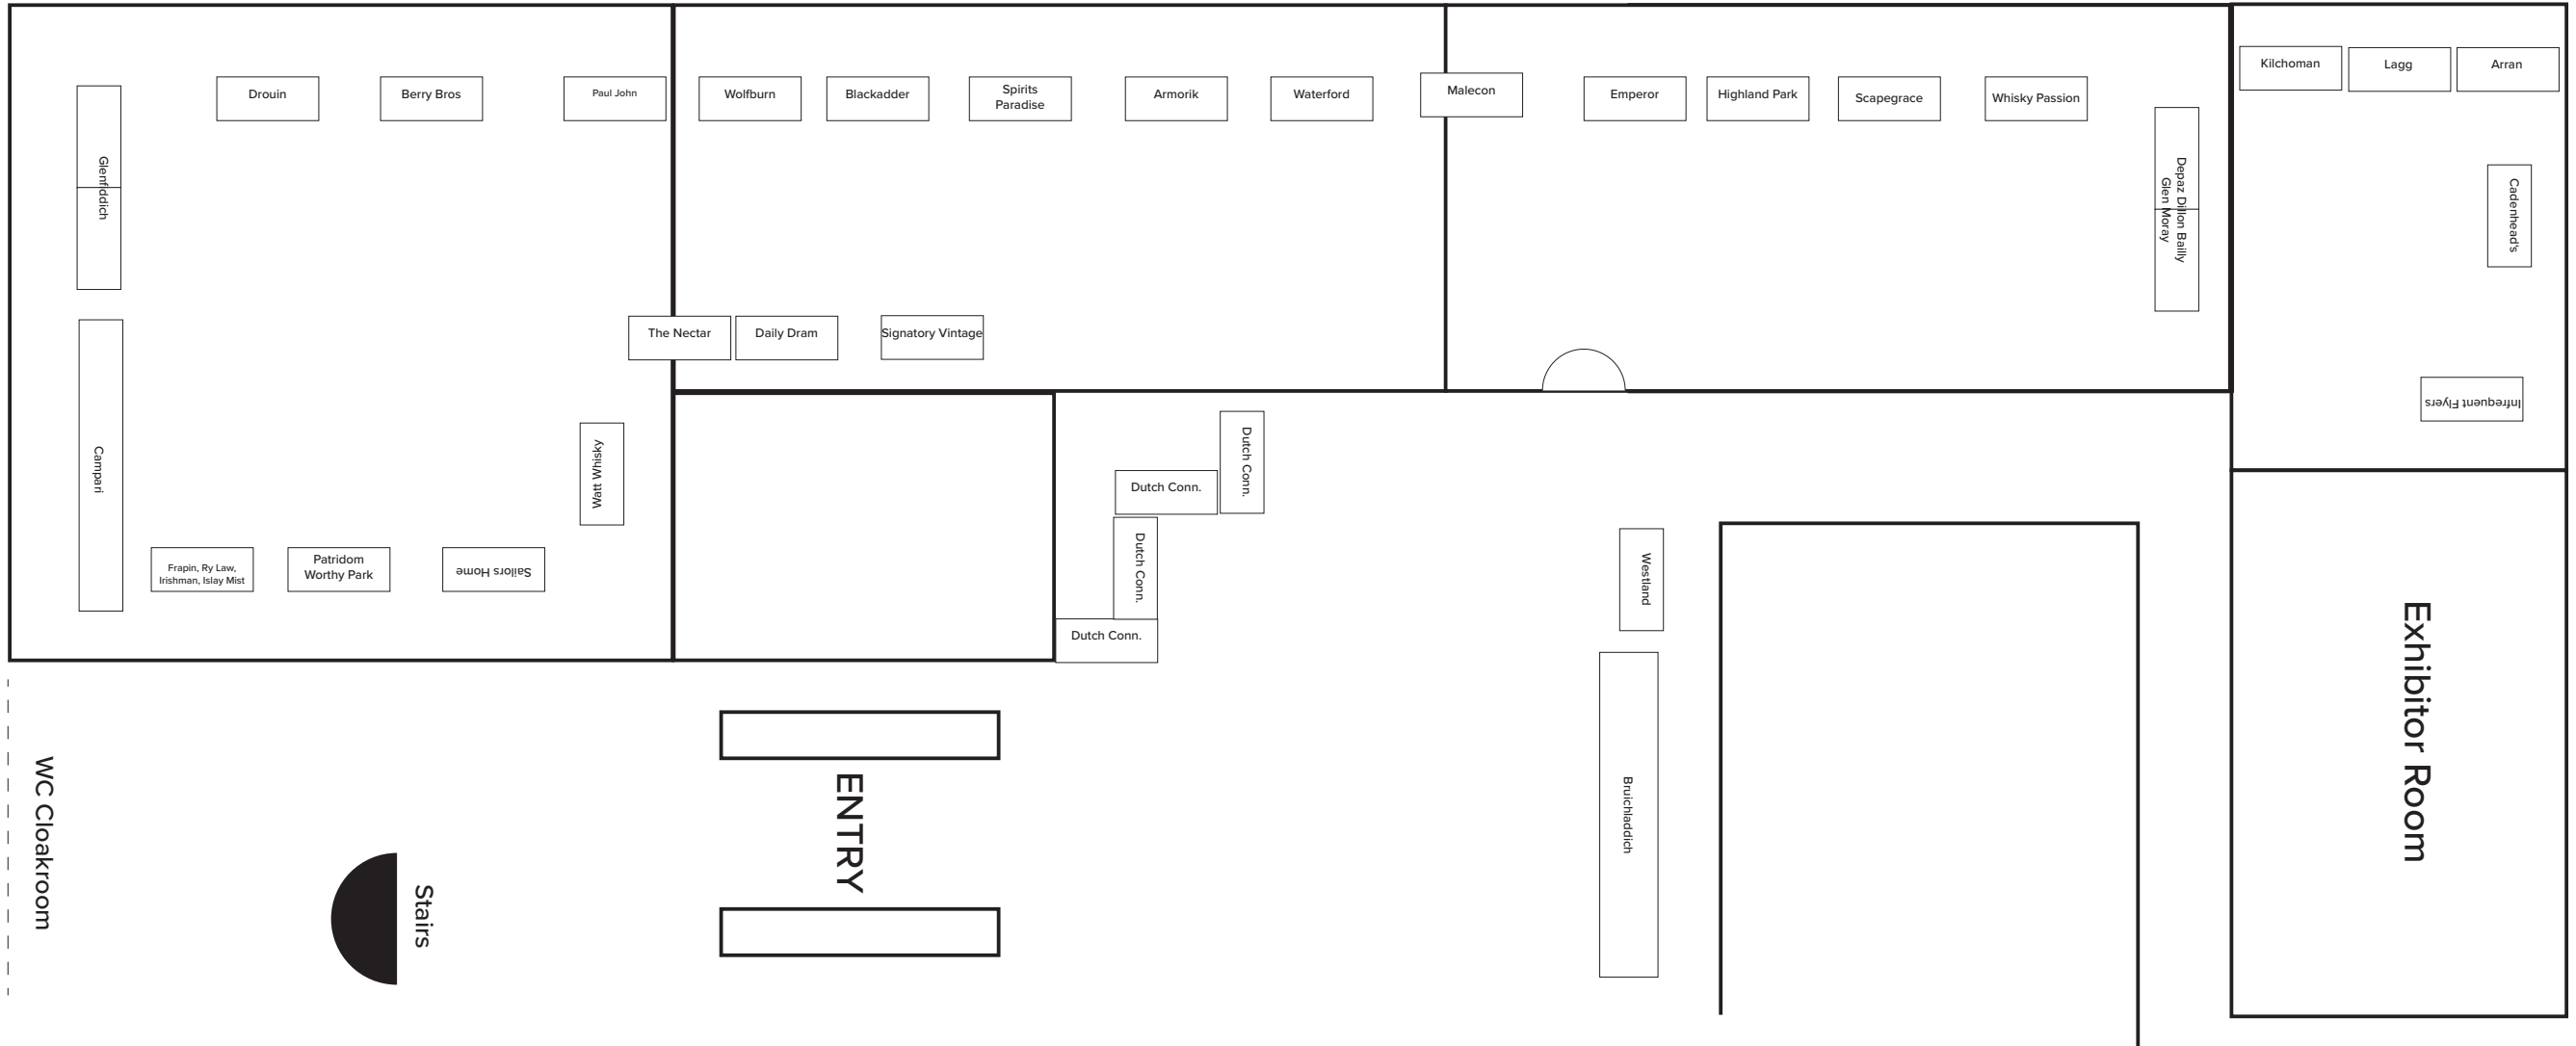 Drouin
Berry Bros
Paul John
Wolfburn
Blackadder
Spirits
Paradise
Armorik
Waterford
Malecon
Emperor
Highland Park
Scapegrace
Whisky Passion
Kilchoman
Lagg
Arran
Glenfiddich
Depaz Dillon Bailly
Glen Moray
Cadenhead's
The Nectar
Daily Dram
Signatory Vintage
Infrequent Flyers
Campari
Watt Whisky
Dutch Conn.
Dutch Conn.
Dutch Conn.
Dutch Conn.
Frapin, Ry Law,
Irishman, Islay Mist
Patridom
Worthy Park
Sailors Home
Westland
Bruichladdich
Exhibitor Room
WC Cloakroom
Stairs
ENTRY